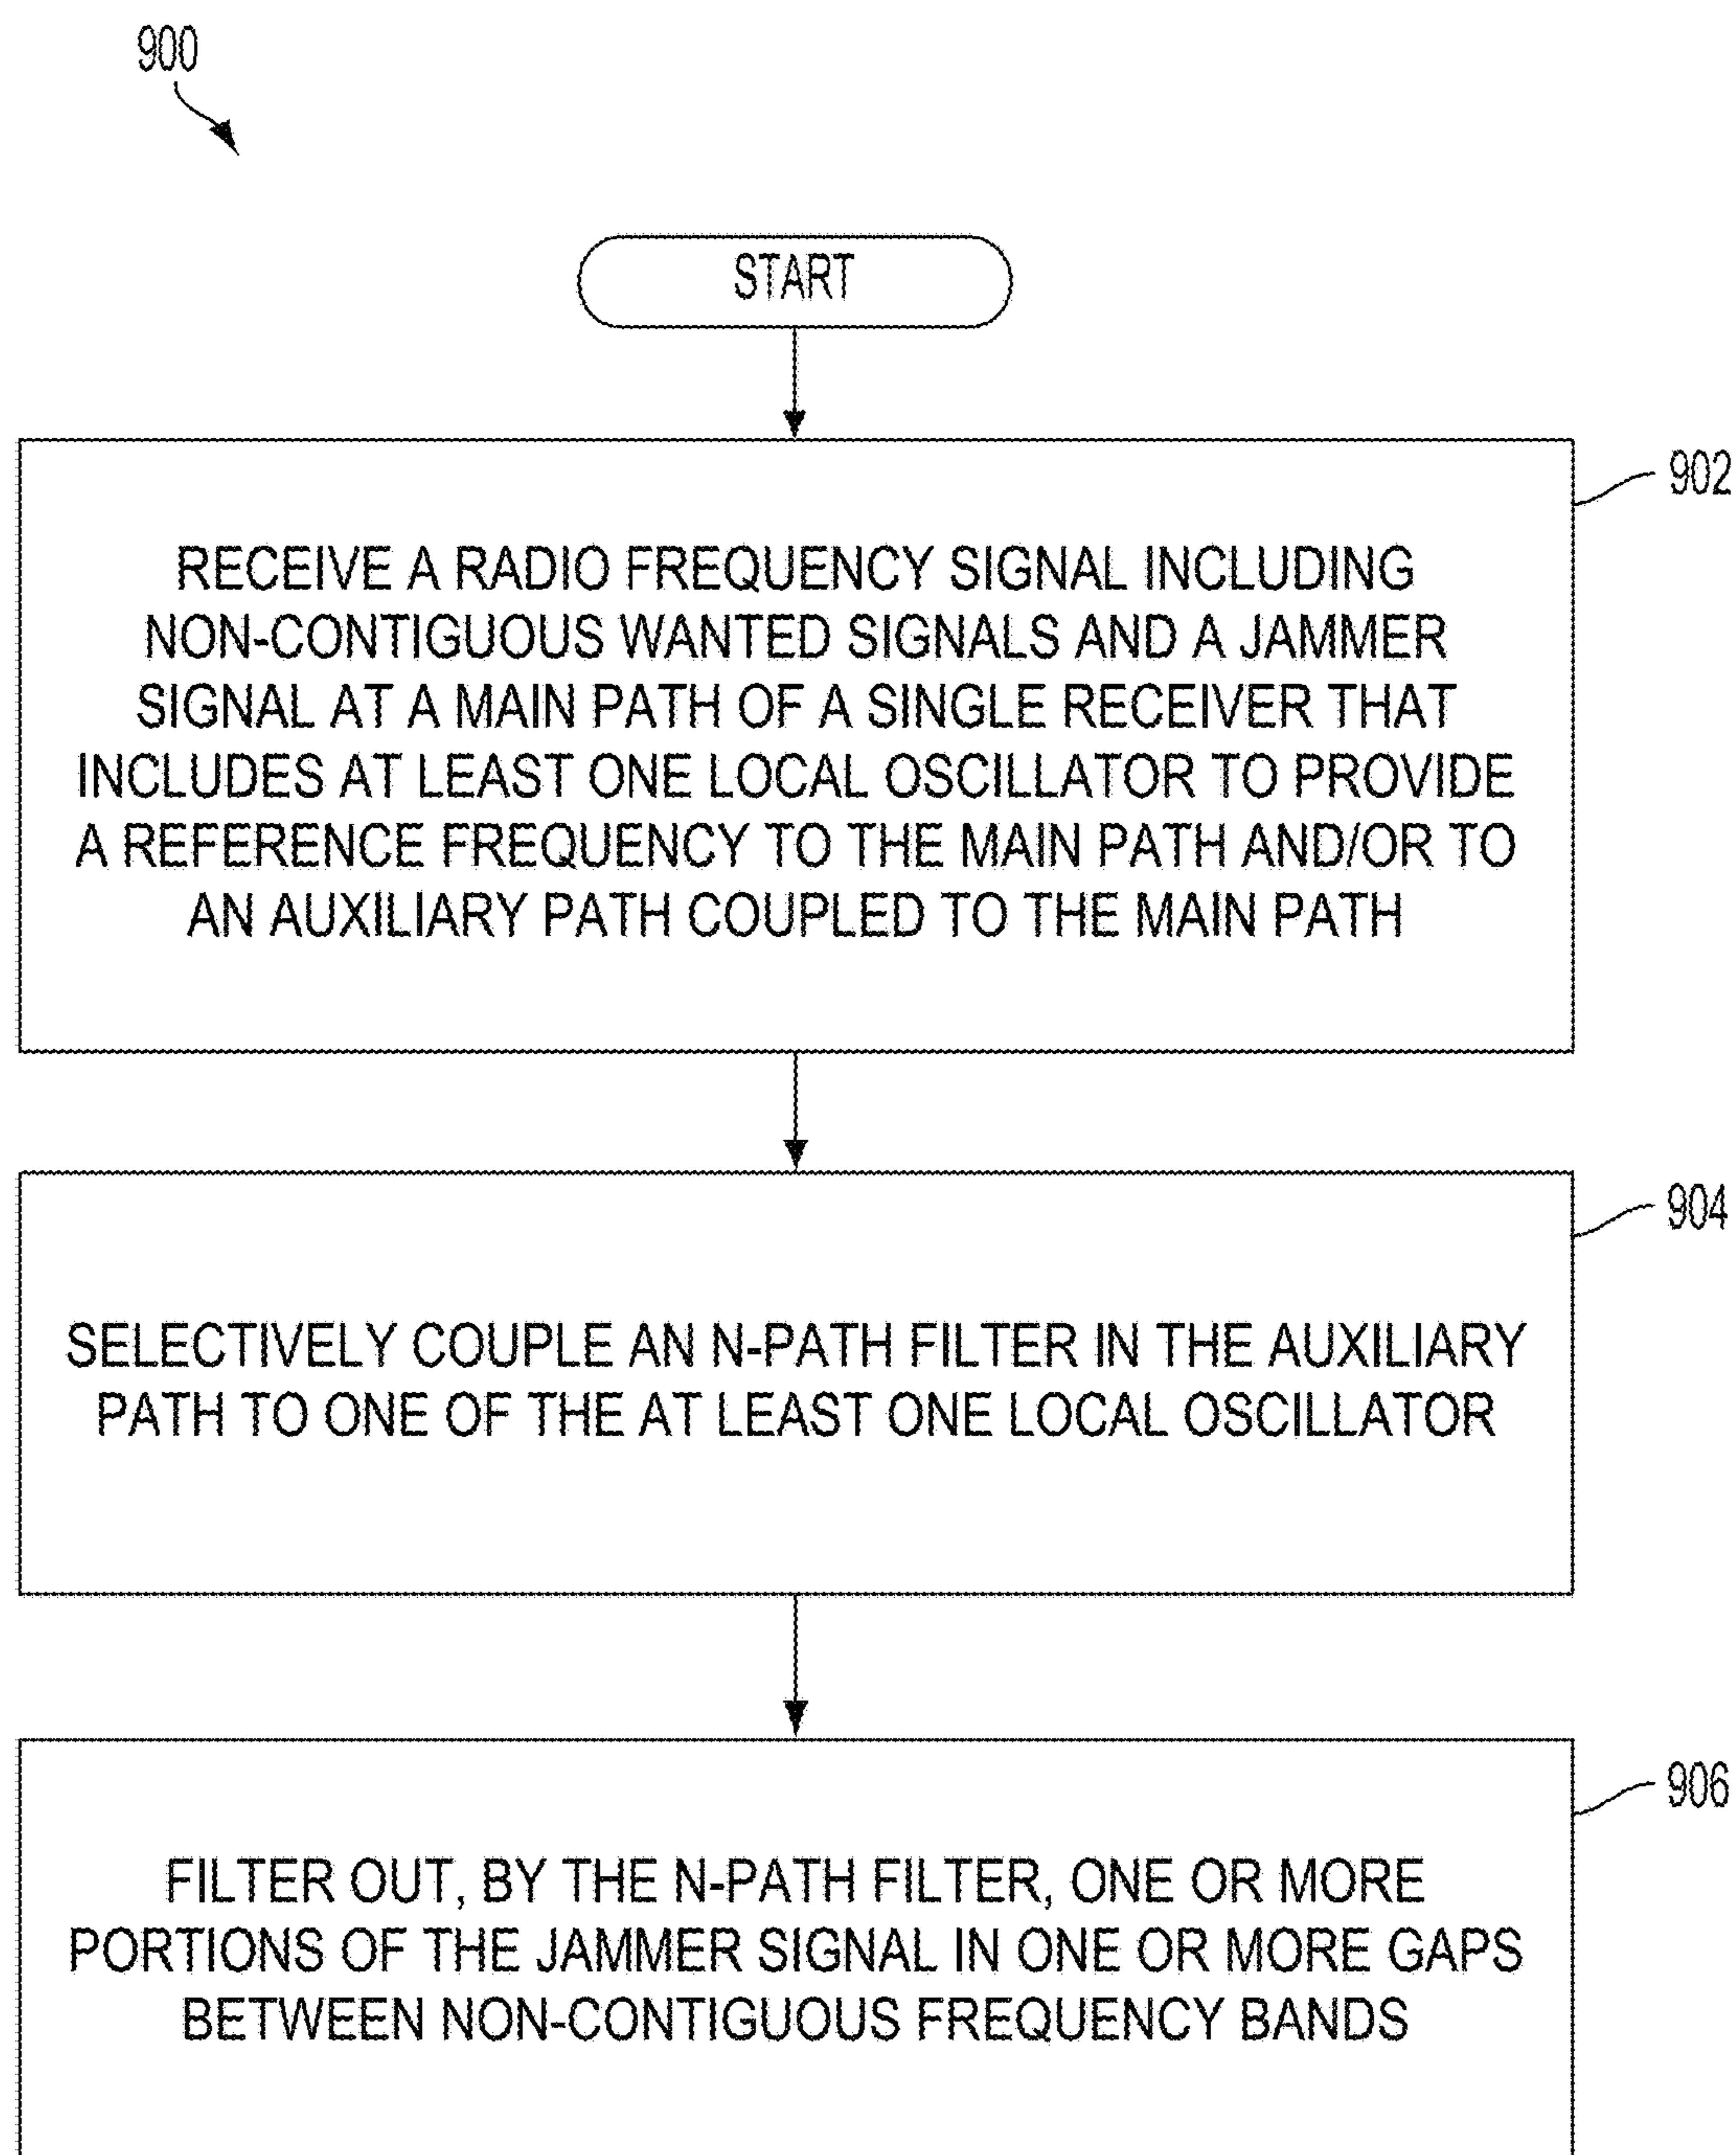 900
START
902
RECEIVE A RADIO FREQUENCY SIGNAL INCLUDING
NON-CONTIGUOUS WANTED SIGNALS AND A JAMMER
SIGNAL AT A MAIN PATH OF A SINGLE RECEIVER THAT
INCLUDES AT LEAST ONE LOCAL OSCILLATOR TO PROVIDE
A REFERENCE FREQUENCY TO THE MAIN PATH AND/OR TO
AN AUXILIARY PATH COUPLED TO THE MAIN PATH
904
SELECTIVELY COUPLE AN N-PATH FILTER IN THE AUXILIARY
PATH TO ONE OF THE AT LEAST ONE LOCAL OSCILLATOR
906
FILTER OUT, BY THE N-PATH FILTER, ONE OR MORE
PORTIONS OF THE JAMMER SIGNAL IN ONE OR MORE GAPS
BETWEEN NON-CONTIGUOUS FREQUENCY BANDS